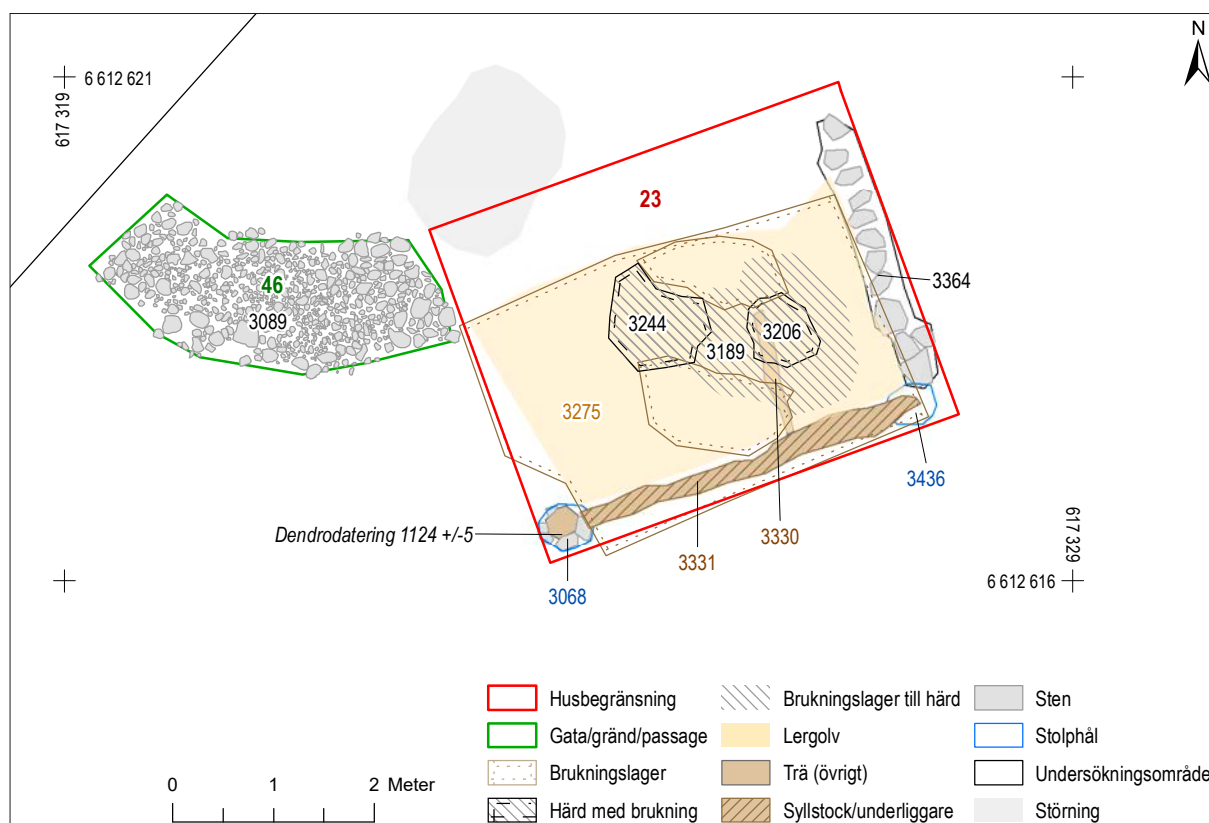 N
6 612 621
617 319
23
46
3089
3364
3244
3206
3189
3275
3436
Dendrodatering 1124 +/-5
3330
3331
3068
617 329
6 612 616
Husbegränsning
Gata/gränd/passage
Brukningslager
Härd med brukning
Brukningslager till härd
Lergolv
Trä (övrigt)
Syllstock/underliggare
Sten
Stolphål
Undersökningsområde
Störning
0 1 2 Meter